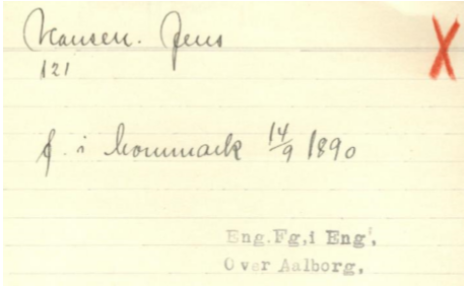 Hansen. Jens
121
f. i Mommark 14/9 1890
Eng.Fg.i Eng'.
Over Aalborg.
X